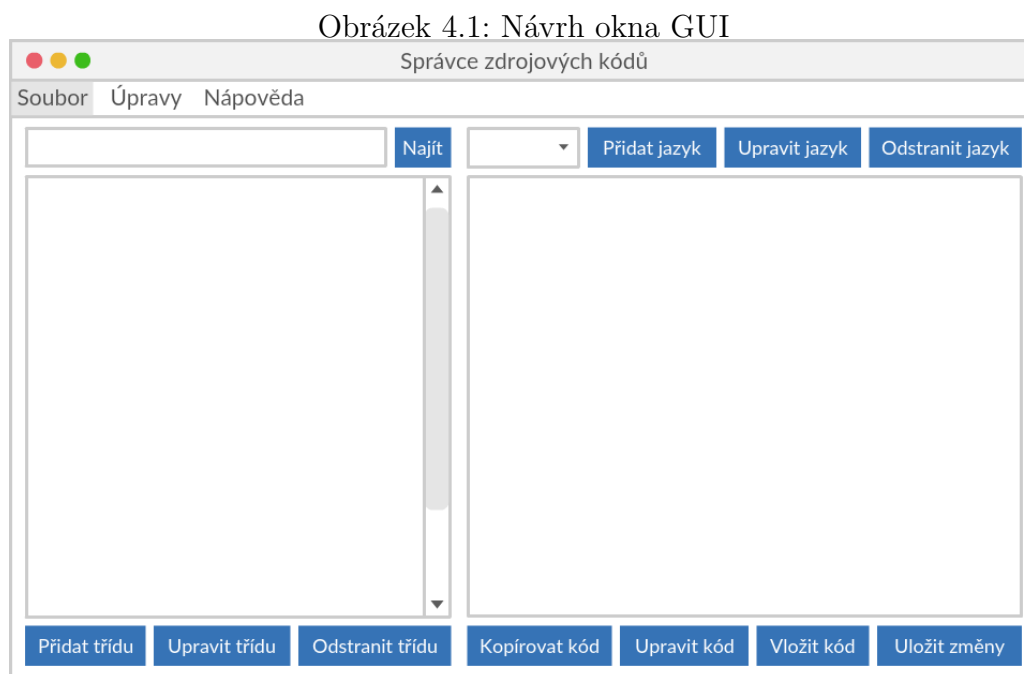 Obrázek 4.1: Návrh okna GUI
Správce zdrojových kódů
Soubor Úpravy Nápověda
Najít Přidat jazyk Upravit jazyk Odstranit jazyk
Přidat třídu Upravit třídu Odstranit třídu Kopírovat kód Upravit kód Vložit kód Uložit změny